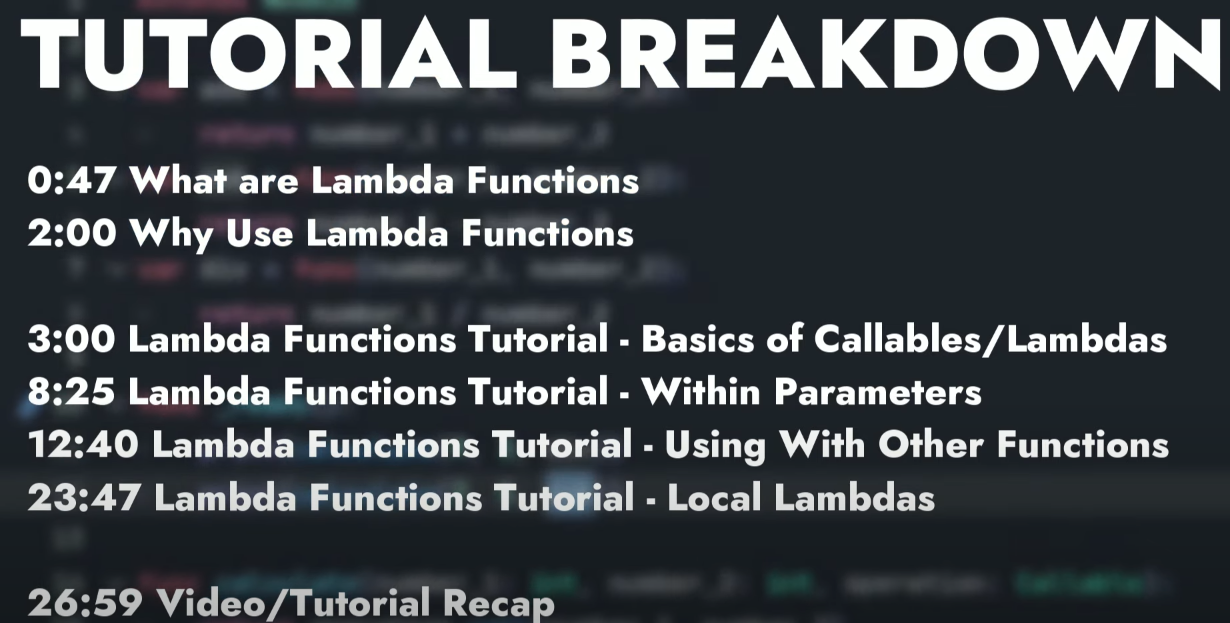 TUTORIAL BREAKDOWN
0:47 What are Lambda Functions
2:00 Why Use Lambda Functions
3:00 Lambda Functions Tutorial - Basics of Callables/Lambdas
8:25 Lambda Functions Tutorial - Within Parameters
12:40 Lambda Functions Tutorial - Using With Other Functions
23:47 Lambda Functions Tutorial - Local Lambdas
26:59 Video/Tutorial Recap